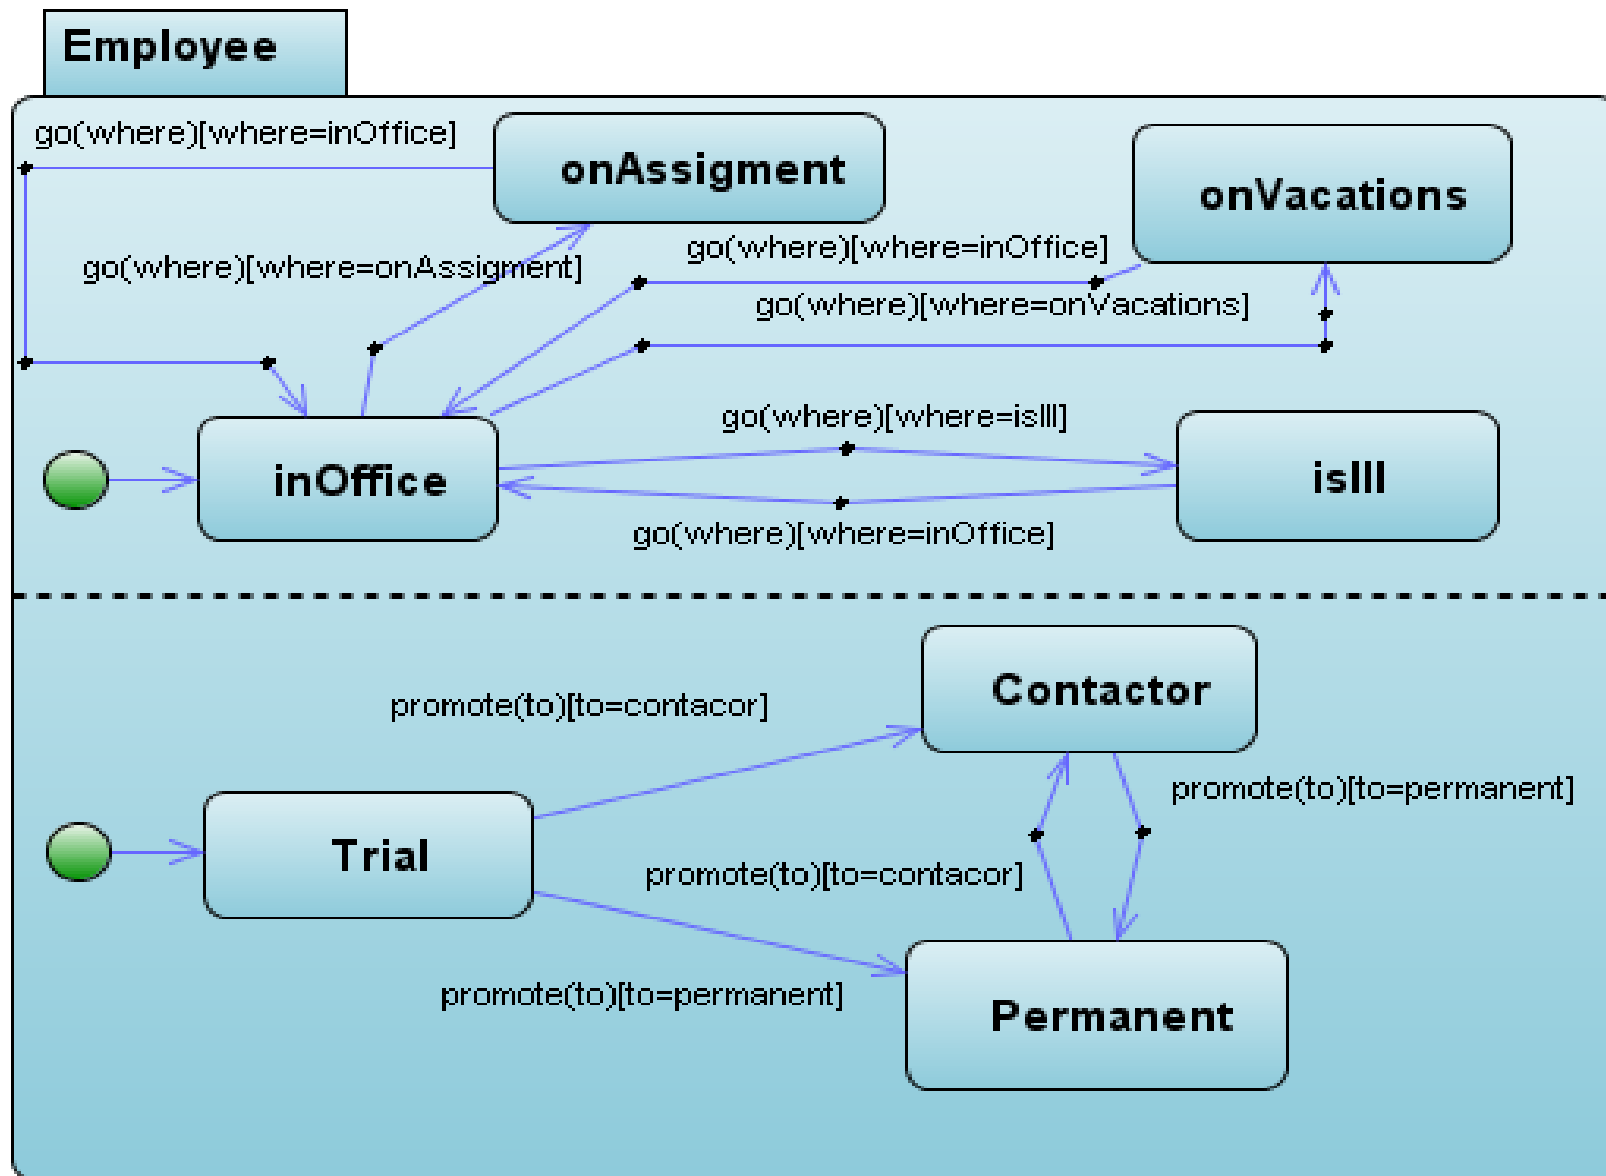 Employee
go(where)[where=inOffice]
onAssigment
onVacations
go(where)[where=inOffice]
go(where)[where=onAssigment]
go(where)[where=onVacations]
go(where)[where=isIll]
inOffice
isIll
go(where)[where=inOffice]
Contactor
promote(to)[to=contacor]
promote(to)[to=permanent]
Trial
promote(to)[to=contacor]
promote(to)[to=permanent]
Permanent